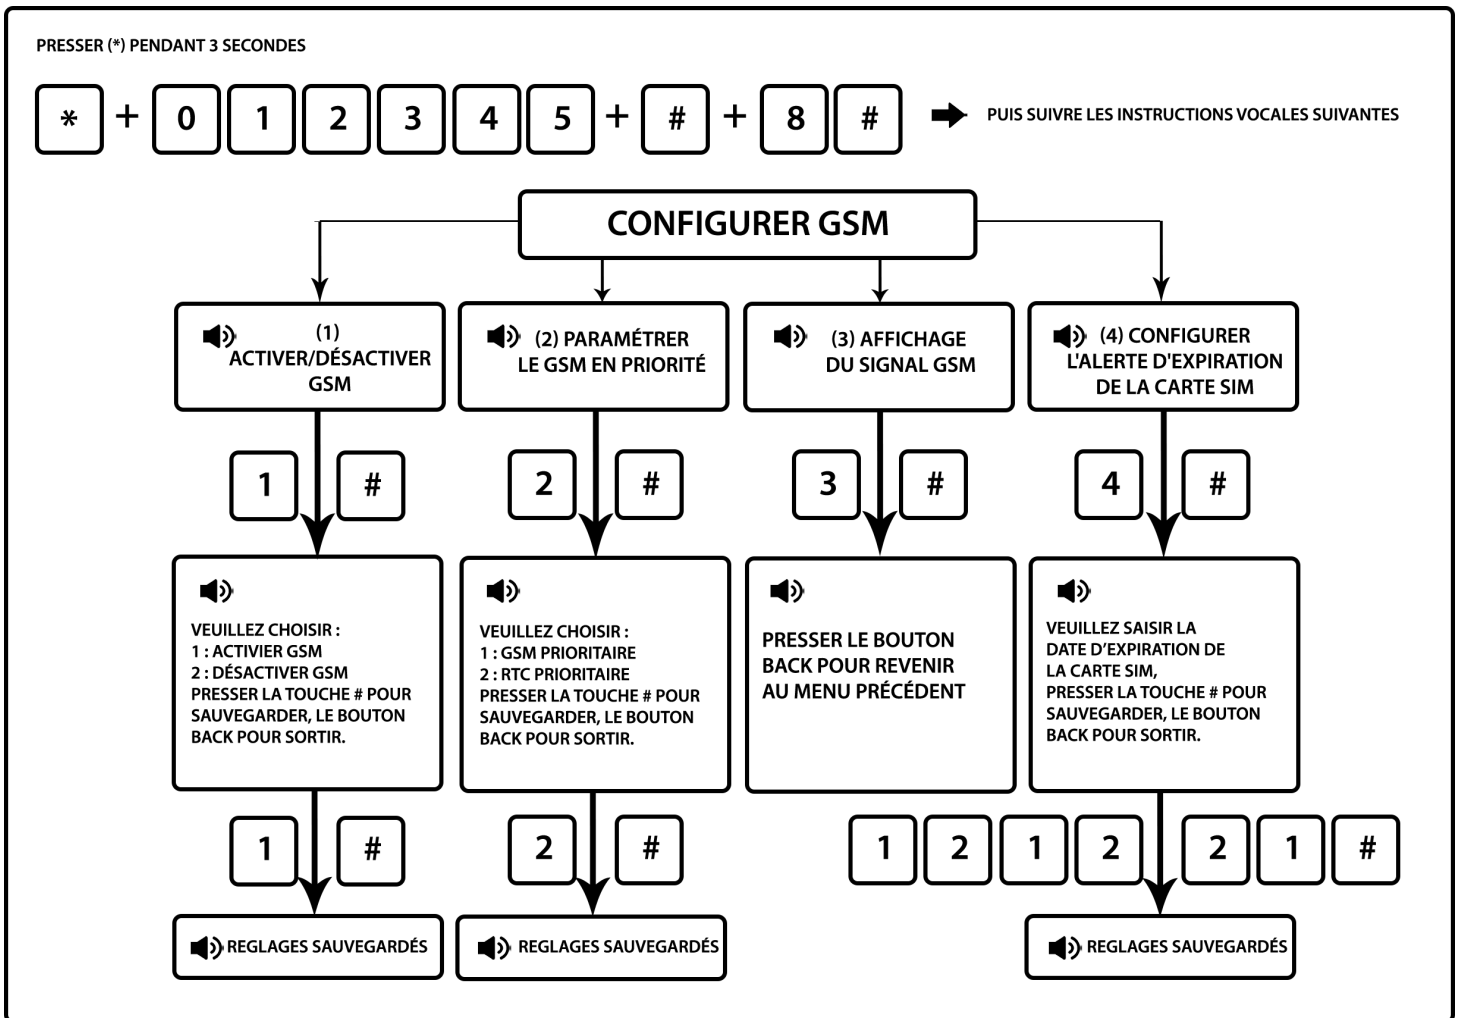 PRESSER (*) PENDANT 3 SECONDES
* + 0 1 2 3 4 5 + # + 8 #
PUIS SUIVRE LES INSTRUCTIONS VOCALES SUIVANTES
CONFIGURER GSM
(1)
ACTIVER/DÉSACTIVER
GSM
(2) PARAMÉTRER
LE GSM EN PRIORITÉ
(3) AFFICHAGE
DU SIGNAL GSM
(4) CONFIGURER
L'ALERTE D'EXPIRATION
DE LA CARTE SIM
1 #
2 #
3 #
4 #
VEUILLEZ CHOISIR :
1 : ACTIVIER GSM
2 : DÉSACTIVER GSM
PRESSER LA TOUCHE # POUR
SAUVEGARDER, LE BOUTON
BACK POUR SORTIR.
VEUILLEZ CHOISIR :
1 : GSM PRIORITAIRE
2 : RTC PRIORITAIRE
PRESSER LA TOUCHE # POUR
SAUVEGARDER, LE BOUTON
BACK POUR SORTIR.
PRESSER LE BOUTON
BACK POUR REVENIR
AU MENU PRÉCÉDENT
VEUILLEZ SAISIR LA
DATE D’EXPIRATION DE
LA CARTE SIM,
PRESSER LA TOUCHE # POUR
SAUVEGARDER, LE BOUTON
BACK POUR SORTIR.
1 #
2 #
1 2 1 2 2 1 #
REGLAGES SAUVEGARDÉS
REGLAGES SAUVEGARDÉS
REGLAGES SAUVEGARDÉS